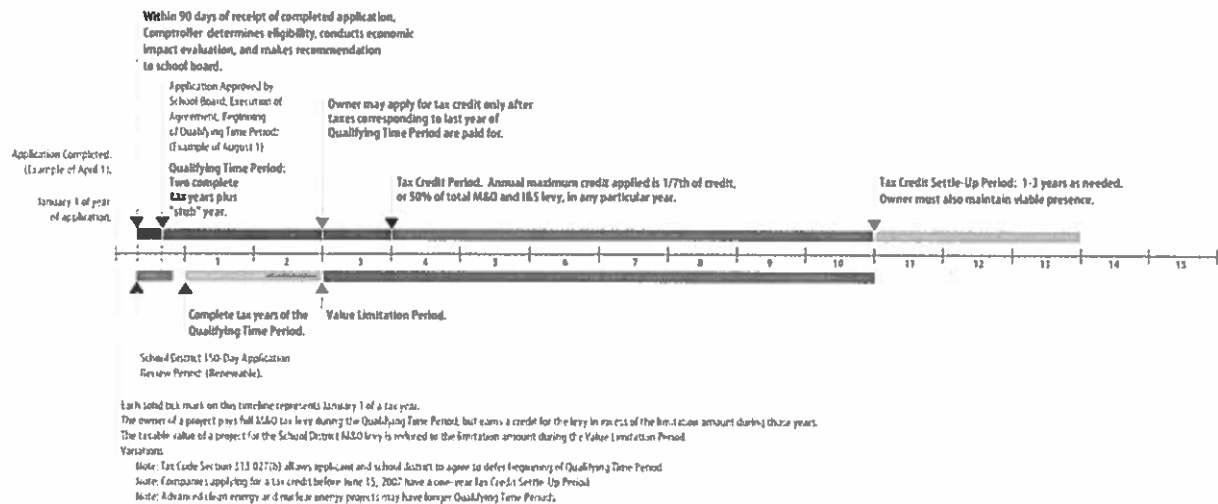 Within 90 days of receipt of completed application,
Comptroller determines eligibility, conducts economic
impact evaluation, and makes recommendation
to school board.
Application Approved by
School Board, Execution of
Agreement, Beginning
of Qualifying Time Period:
(Example of August 1)
Owner may apply for tax credit only after
taxes corresponding to last year of
Qualifying Time Period are paid for.
Application Completed.
(Example of April 1).
Qualifying Time Period:
Two complete
tax years plus
"stub" year.
Tax Credit Period. Annual maximum credit applied is 1/7th of credit,
or 50% of total M&O and I&S levy, in any particular year.
Tax Credit Settle-Up Period: 1-3 years as needed.
Owner must also maintain viable presence.
January 1 of year
of application.
1 2 3 4 5 6 7 8 9 10 11 12 13 14 15
Complete tax years of the
Qualifying Time Period.
Value Limitation Period.
School District 150-Day Application
Review Period (Renewable).
Each solid tick mark on this timeline represents January 1 of a tax year.
The owner of a project pays full M&O tax levy during the Qualifying Time Period, but earns a credit for the levy in excess of the limitation amount during those years.
The taxable value of a project for the School District M&O levy is reduced to the limitation amount during the Value Limitation Period
Variations
Note: Tax Code Section 313.027(h) allows applicant and school district to agree to defer beginning of Qualifying Time Period
Note: Companies applying for a tax credit before June 15, 2007 have a one-year Tax Credit Settle-Up Period
Note: Advanced clean energy and nuclear energy projects may have longer Qualifying Time Periods